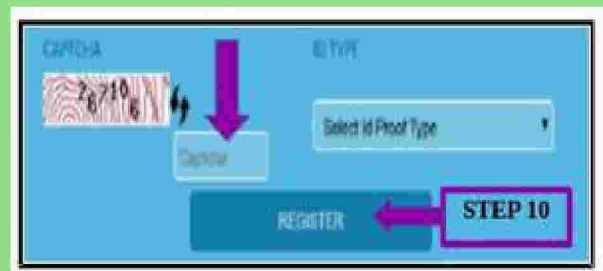 CAPTCHA
ID TYPE
Select Id Proof Type
Captcha
REGISTER
STEP 10